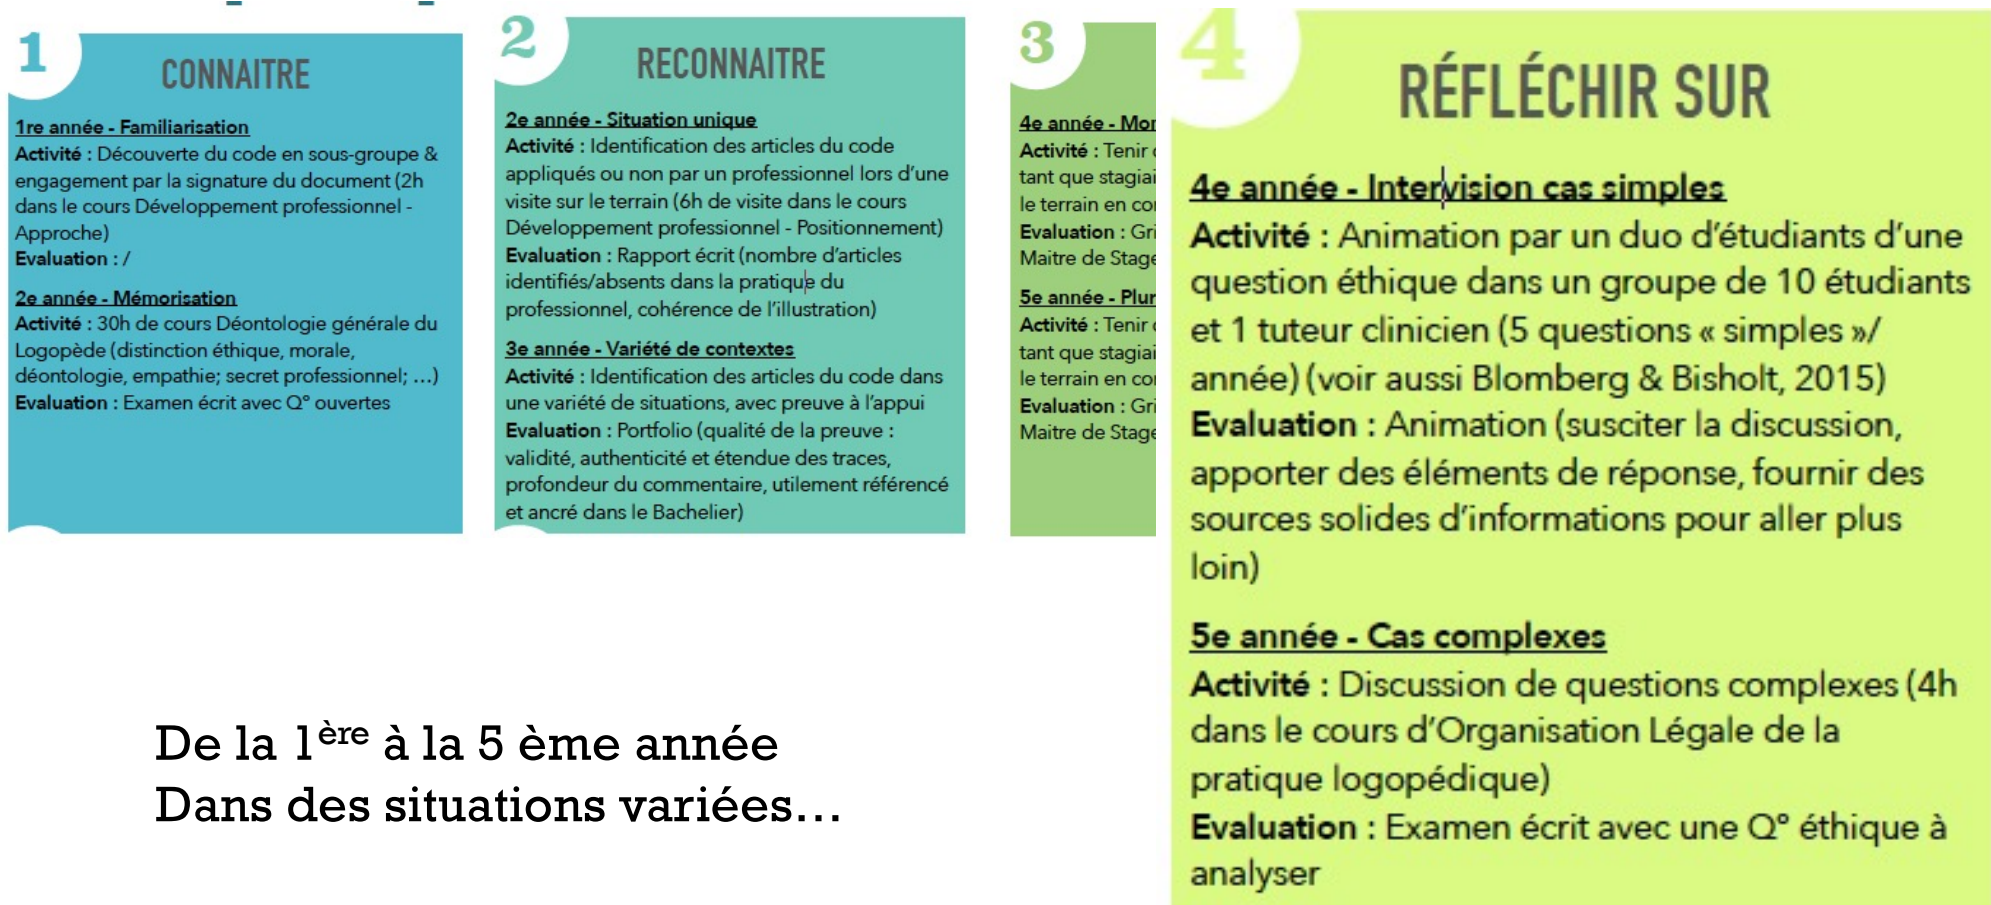 1
CONNAITRE
1re année - Familiarisation
Activité : Découverte du code en sous-groupe &
engagement par la signature du document (2h
dans le cours Développement professionnel -
Approche)
Evaluation : /
2e année - Mémorisation
Activité : 30h de cours Déontologie générale du
Logopède (distinction éthique, morale,
déontologie, empathie; secret professionnel; …)
Evaluation : Examen écrit avec Q° ouvertes
2
RECONNAITRE
2e année - Situation unique
Activité : Identification des articles du code
appliqués ou non par un professionnel lors d’une
visite sur le terrain (6h de visite dans le cours
Développement professionnel - Positionnement)
Evaluation : Rapport écrit (nombre d’articles
identifiés/absents dans la pratique du
professionnel, cohérence de l’illustration)
3e année - Variété de contextes
Activité : Identification des articles du code dans
une variété de situations, avec preuve à l’appui
Evaluation : Portfolio (qualité de la preuve :
validité, authenticité et étendue des traces,
profondeur du commentaire, utilement référencé
et ancré dans le Bachelier)
3
4e année -
Activité : Tenir
tant que
le terrain en
Evaluation :
Maitre de Stage
5e année -
Activité : Tenir
tant que
le terrain en
Evaluation :
Maitre de Stage
4
RÉFLÉCHIR SUR
4e année - Intervision cas simples
Activité : Animation par un duo d’étudiants d’une
question éthique dans un groupe de 10 étudiants
et 1 tuteur clinicien (5 questions « simples »/
année) (voir aussi Blomberg & Bisholt, 2015)
Evaluation : Animation (susciter la discussion,
apporter des éléments de réponse, fournir des
sources solides d’informations pour aller plus
loin)
5e année - Cas complexes
Activité : Discussion de questions complexes (4h
dans le cours d’Organisation Légale de la
pratique logopédique)
Evaluation : Examen écrit avec une Q° éthique à
analyser
De la 1ère à la 5 ème année
Dans des situations variées…